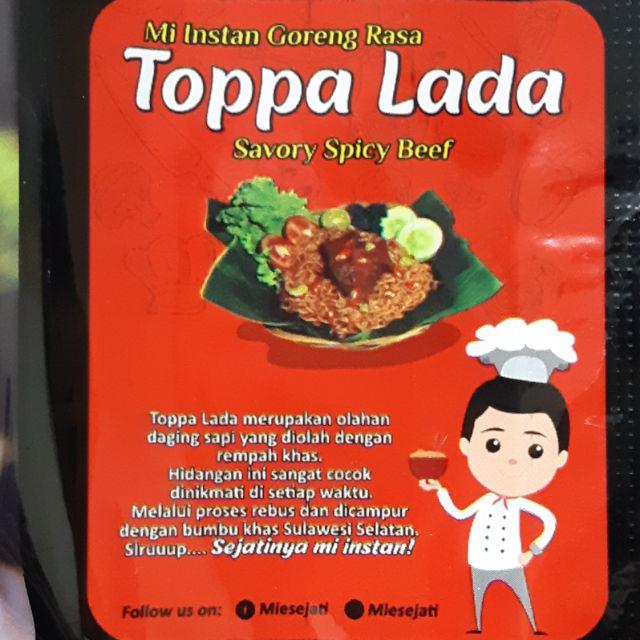 Mi Instan Goreng Rasa
Toppa Lada
Savory Spicy Beef
Toppa Lada merupakan olahan
daging sapi yang diolah dengan
rempah khas.
Hidangan ini sangat cocok
dinikmati di setiap waktu.
Melalui proses rebus dan dicampur
dengan bumbu khas Sulawesi Selatan.
Slruuup.... Sejatinya mi instan!
Follow us on: f Miesejati Miesejati